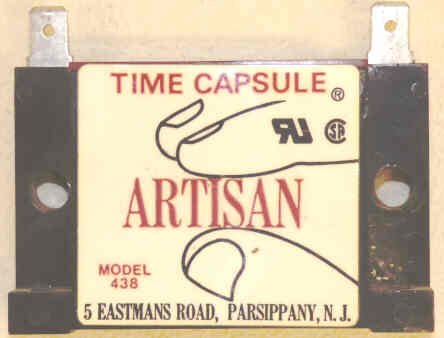 TIME CAPSULE ®
ARTISAN
MODEL
438
5 EASTMANS ROAD, PARSIPPANY, N. J.